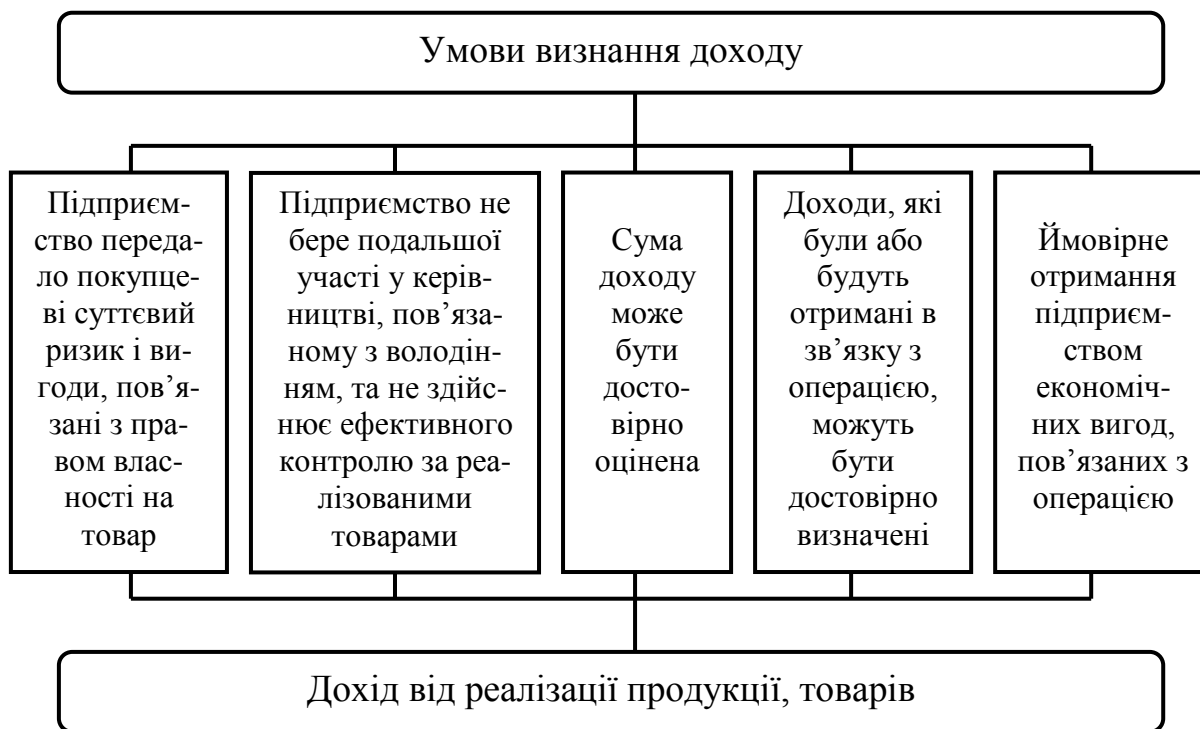 Умови визнання доходу
Підприєм-
ство переда-
ло покупце-
ві суттєвий
ризик і ви-
годи, пов’я-
зані з пра-
вом влас-
ності на
товар
Підприємство не
бере подальшої
участі у керів-
ництві, пов’яза-
ному з володін-
ням, та не здійс-
нює ефективного
контролю за реа-
лізованими
товарами
Сума
доходу
може
бути
досто-
вірно
оцінена
Доходи, які
були або
будуть
отримані в
зв’язку з
операцією,
можуть
бути
достовірно
визначені
Ймовірне
отримання
підприєм-
ством
економіч-
них вигод,
пов’язаних з
операцією
Дохід від реалізації продукції, товарів